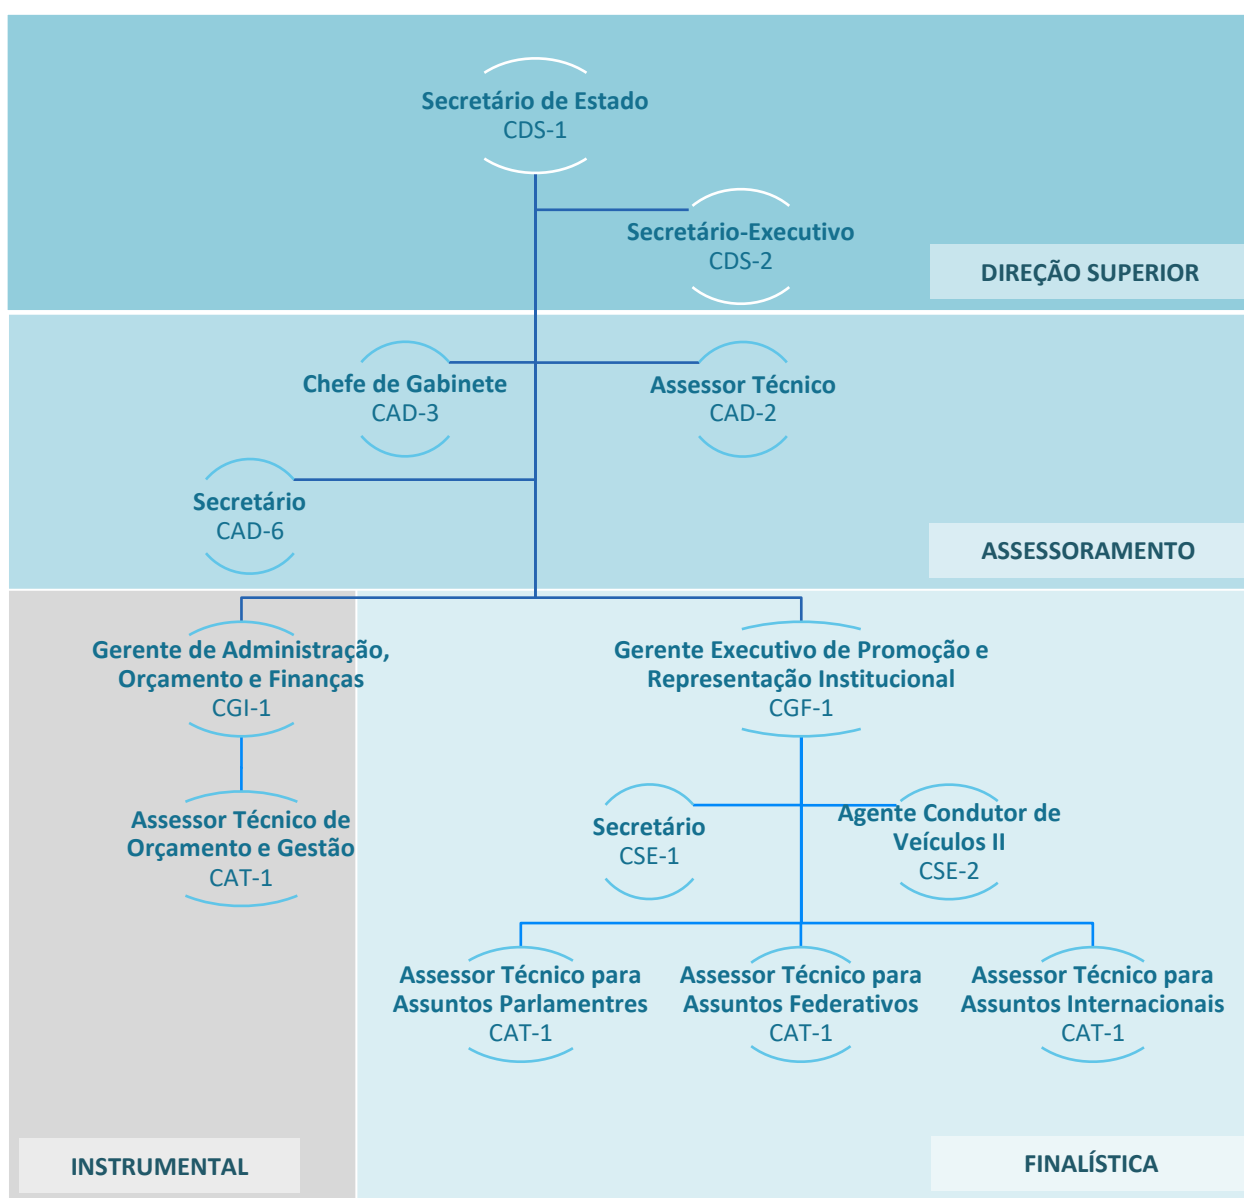 Secretário de Estado
CDS-1
Secretário-Executivo
CDS-2
DIREÇÃO SUPERIOR
Chefe de Gabinete
CAD-3
Assessor Técnico
CAD-2
Secretário
CAD-6
ASSESSORAMENTO
Gerente de Administração,
Orçamento e Finanças
CGI-1
Gerente Executivo de Promoção e
Representação Institucional
CGF-1
Assessor Técnico de
Orçamento e Gestão
CAT-1
Secretário
CSE-1
Agente Condutor de
Veículos II
CSE-2
Assessor Técnico para
Assuntos Parlamentres
CAT-1
Assessor Técnico para
Assuntos Federativos
CAT-1
Assessor Técnico para
Assuntos Internacionais
CAT-1
INSTRUMENTAL
FINALÍSTICA